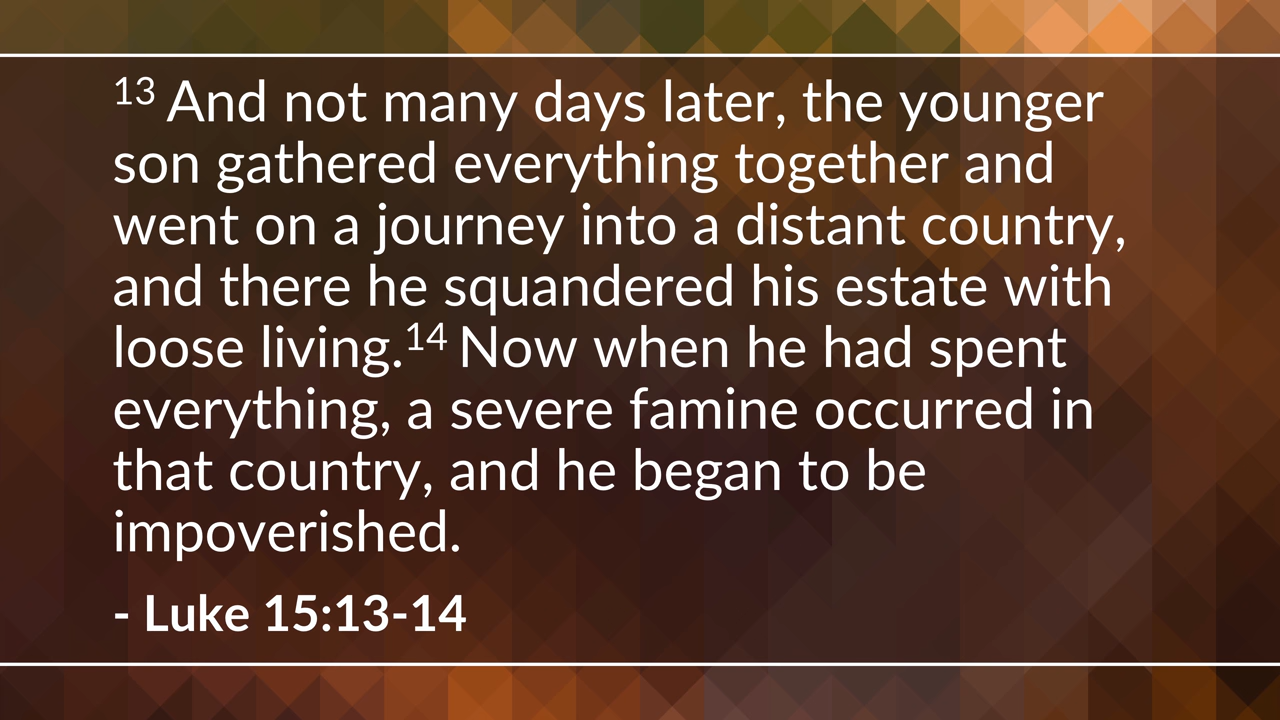 13 And not many days later, the younger
son gathered everything together and
went on a journey into a distant country,
and there he squandered his estate with
loose living.14 Now when he had spent
everything, a severe famine occurred in
that country, and he began to be
impoverished.
- Luke 15:13-14